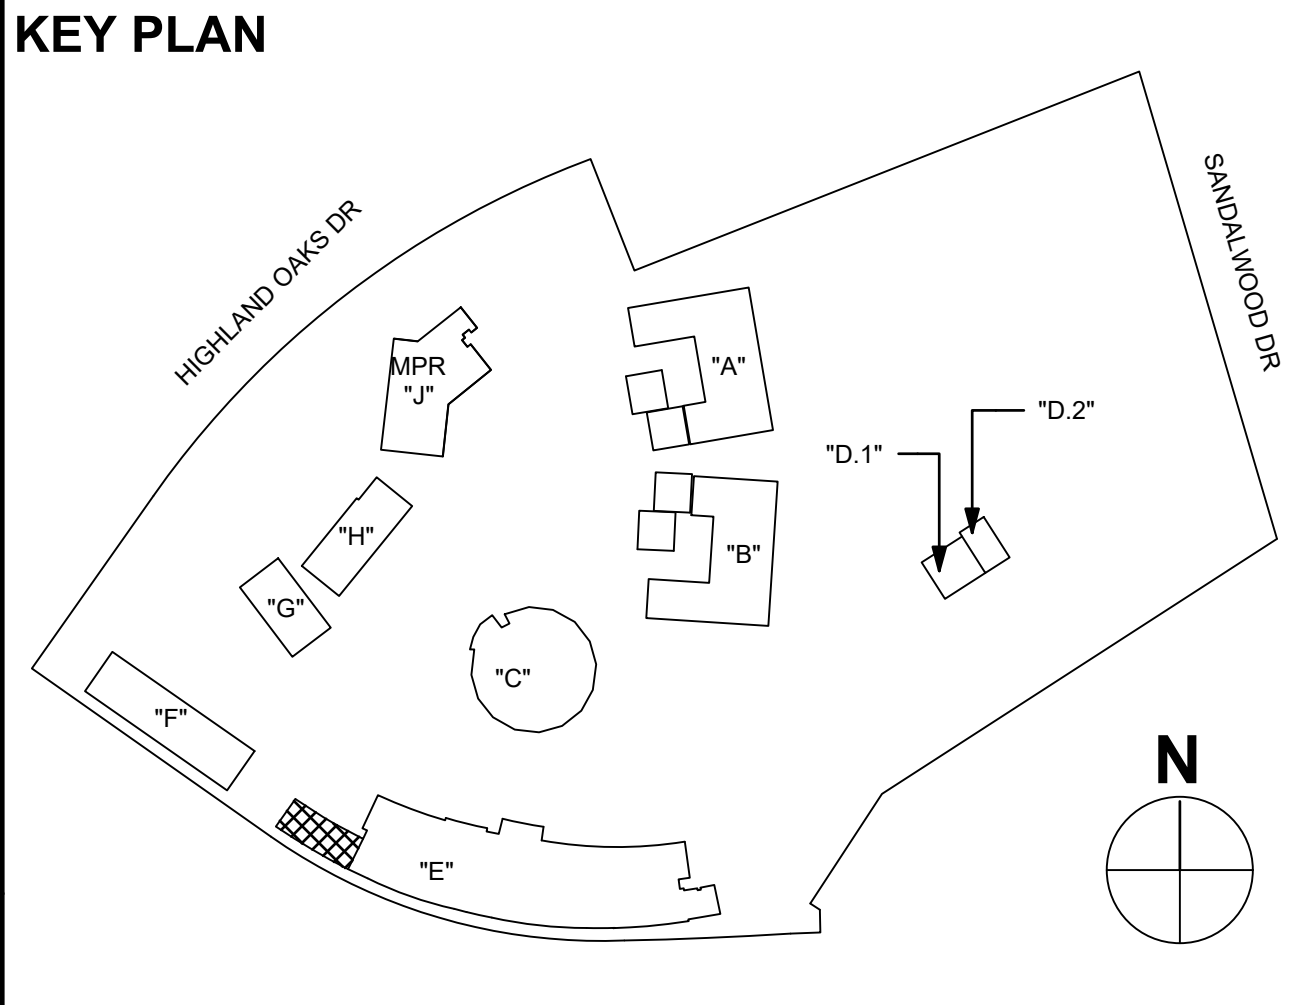 KEY PLAN
HIGHLAND OAKS DR
SANDALWOOD DR
MPR
"J"
"A"
"D.2"
"D.1"
"H"
"B"
"G"
"C"
"F"
"E"
N